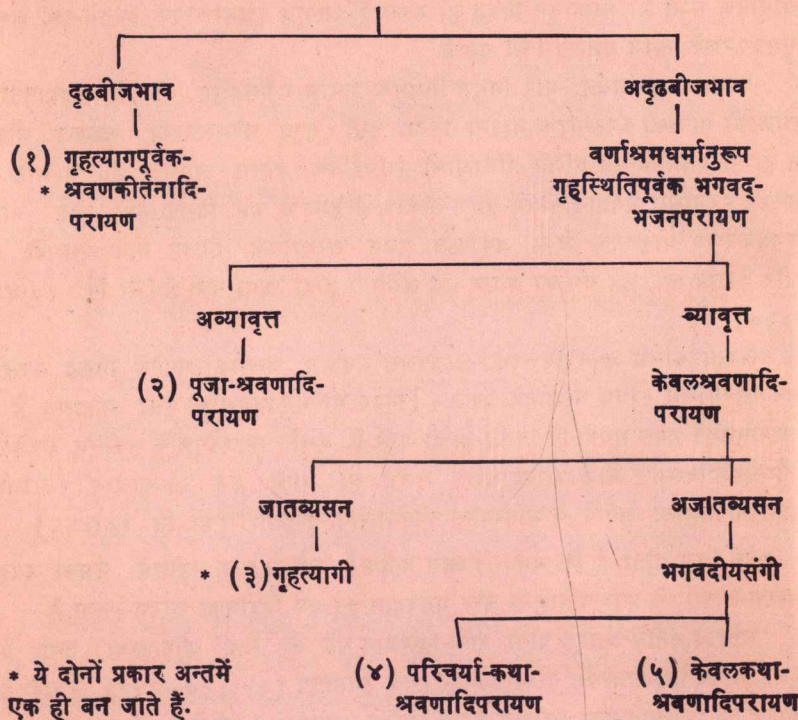 दृढबीजभाव
अदृढबीजभाव
(१) गृहत्यागपूर्वक-
* श्रवणकीर्तनादि-
परायण
वर्णाश्रमधर्मानुरूप
गृहस्थितिपूर्वक भगवद्-
भजनपरायण
अव्यावृत्त
व्यावृत्त
(२) पूजा-श्रवणादि-
परायण
केवलश्रवणादि-
परायण
जातव्यसन
अजातव्यसन
* (३) गृहत्यागी
भगवदीयसंगी
(४) परिचर्या-कथा-
श्रवणादिपरायण
(५) केवलकथा-
श्रवणादिपरायण
* ये दोनों प्रकार अन्तमें
एक ही बन जाते हैं.